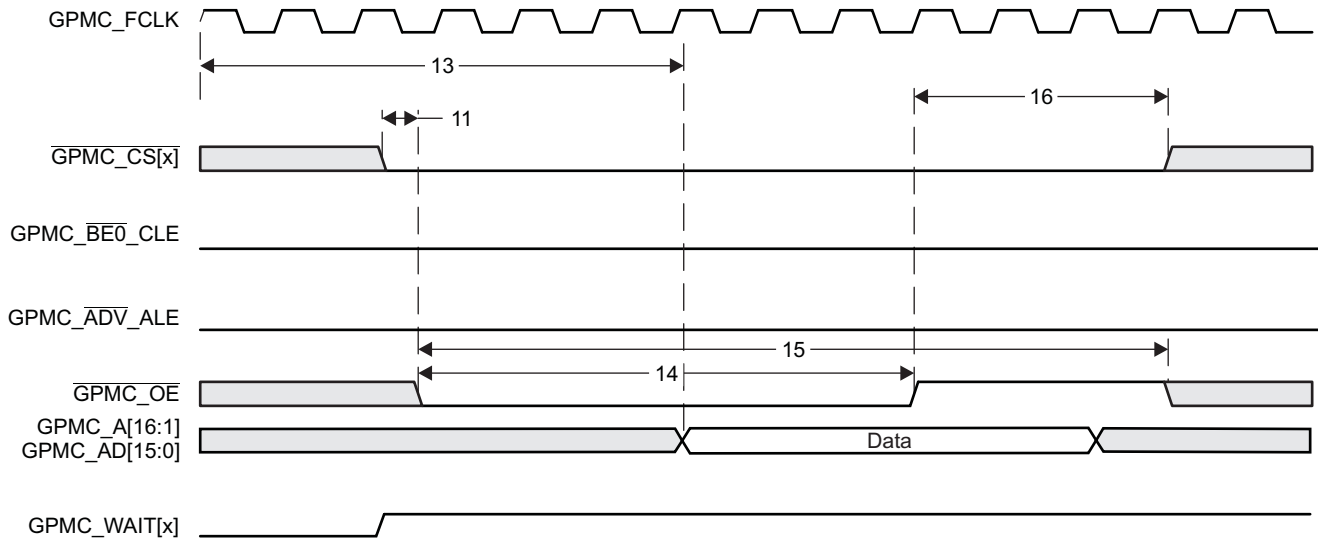 GPMC_FCLK
13
16
11
GPMC_CS[x]
GPMC_BE0_CLE
GPMC_ADV_ALE
15
14
GPMC_OE
GPMC_A[16:1]
GPMC_AD[15:0]
Data
GPMC_WAIT[x]